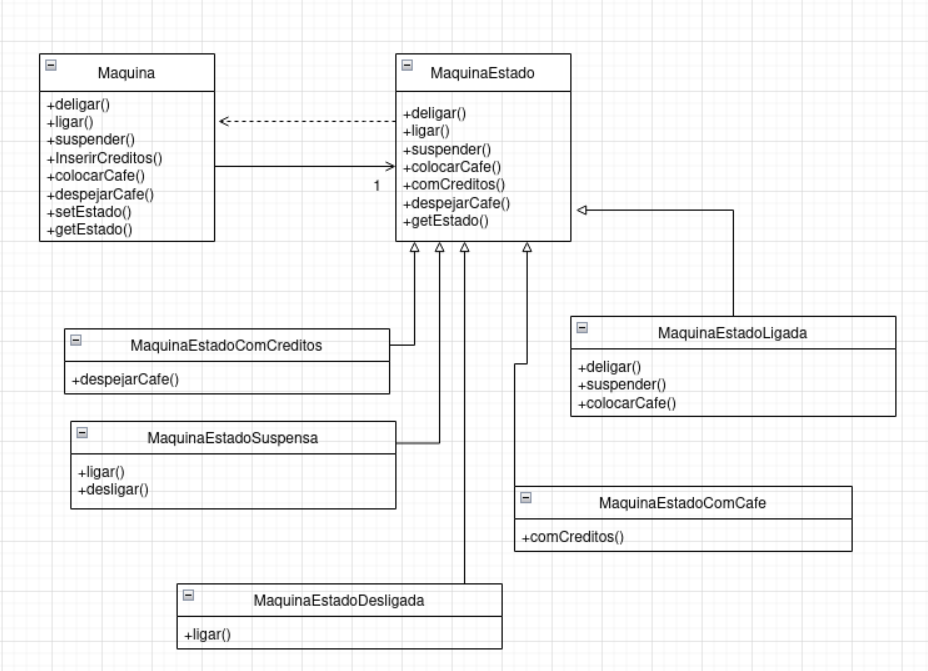 Maquina
+deligar()
+ligar()
+suspender()
+InserirCreditos()
+colocarCafe()
+despejarCafe()
+setEstado()
+getEstado()
MaquinaEstado
+deligar()
+ligar()
+suspender()
+colocarCafe()
+comCreditos()
+despejarCafe()
+getEstado()
1
MaquinaEstadoComCreditos
+despejarCafe()
MaquinaEstadoLigada
+deligar()
+suspender()
+colocarCafe()
MaquinaEstadoSuspensa
+ligar()
+desligar()
MaquinaEstadoComCafe
+comCreditos()
MaquinaEstadoDesligada
+ligar()